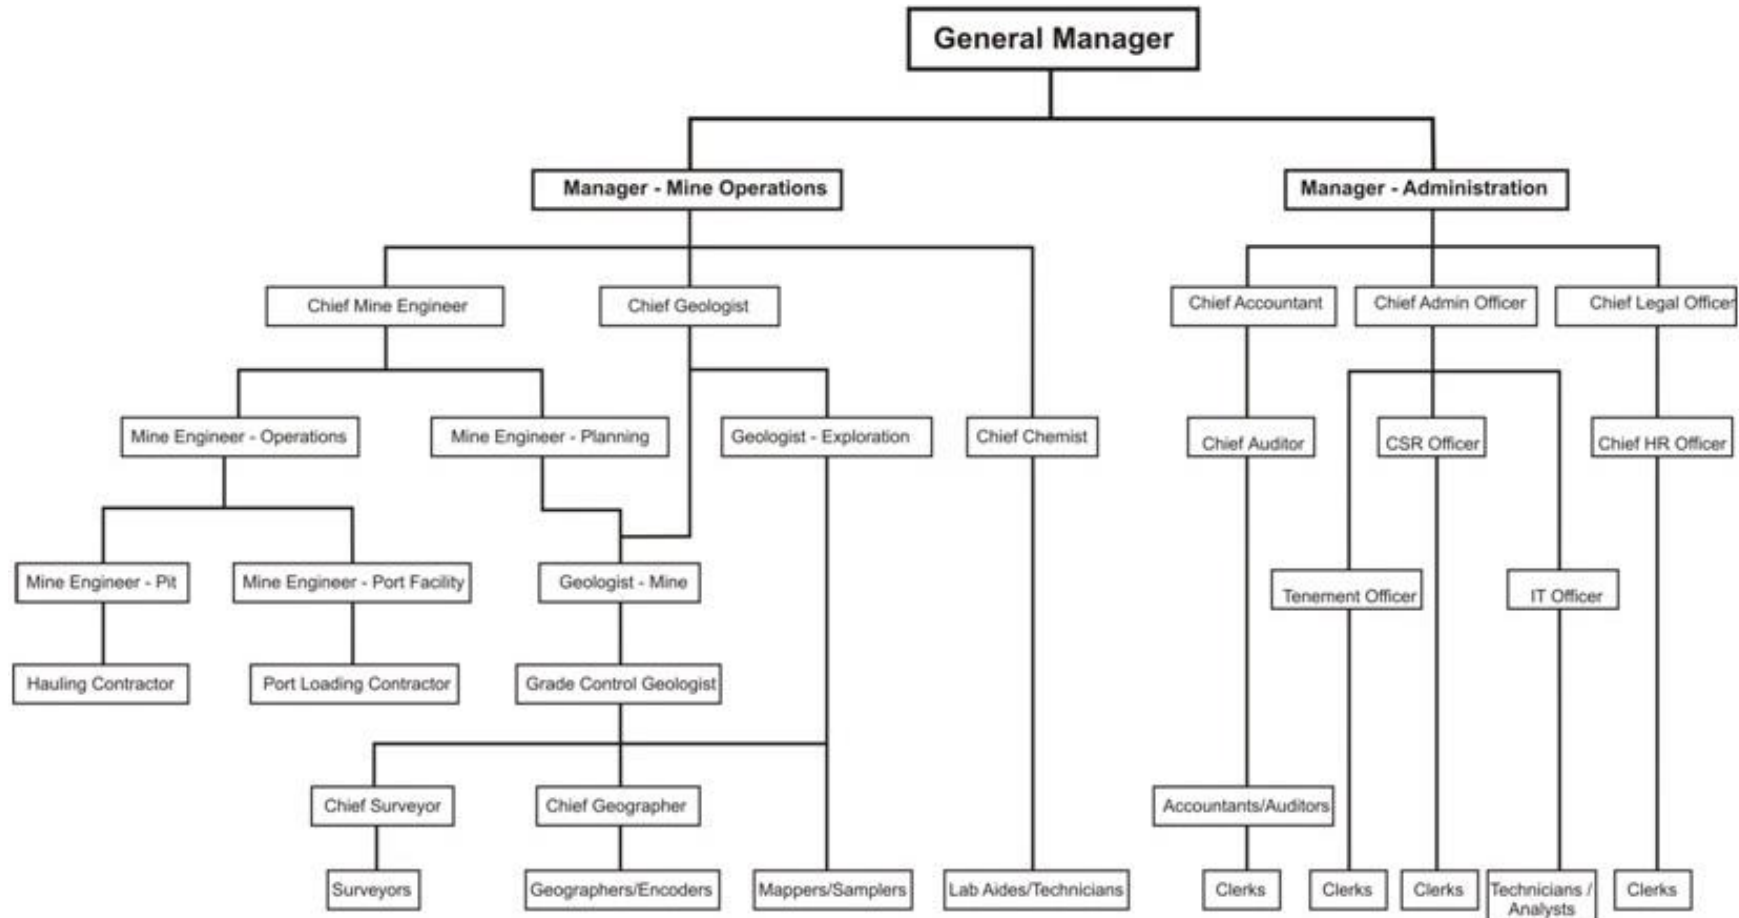 General Manager
Manager - Mine Operations
Manager - Administration
Chief Mine Engineer
Chief Geologist
Chief Accountant
Chief Admin Officer
Chief Legal Officer
Mine Engineer - Operations
Mine Engineer - Planning
Geologist - Exploration
Chief Chemist
Chief Auditor
CSR Officer
Chief HR Officer
Mine Engineer - Pit
Mine Engineer - Port Facility
Geologist - Mine
Tenement Officer
IT Officer
Hauling Contractor
Port Loading Contractor
Grade Control Geologist
Chief Surveyor
Chief Geographer
Accountants/Auditors
Surveyors
Geographers/Encoders
Mappers/Samplers
Lab Aides/Technicians
Clerks
Clerks
Clerks
Technicians /
Analysts
Clerks